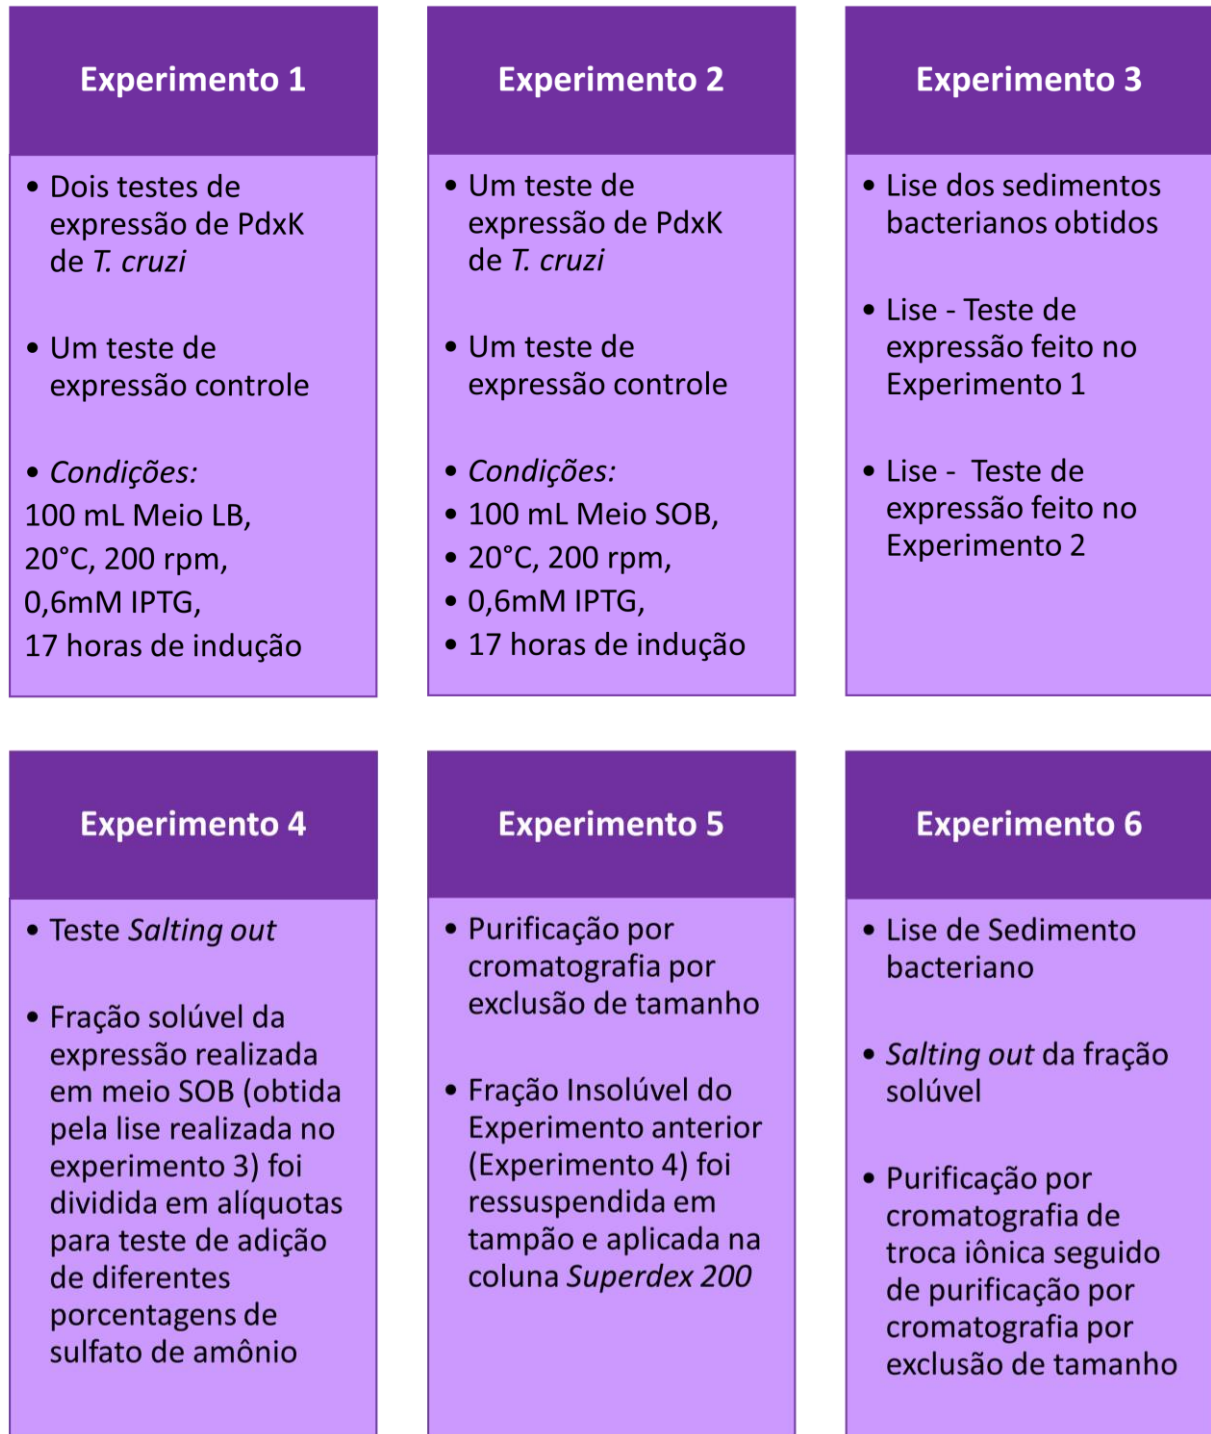 Experimento 1
• Dois testes de
expressão de PdxK
de T. cruzi
• Um teste de
expressão controle
• Condições:
100 mL Meio LB,
20°C, 200 rpm,
0,6mM IPTG,
17 horas de indução
Experimento 2
• Um teste de
expressão de PdxK
de T. cruzi
• Um teste de
expressão controle
• Condições:
• 100 mL Meio SOB,
• 20°C, 200 rpm,
• 0,6mM IPTG,
• 17 horas de indução
Experimento 3
• Lise dos sedimentos
bacterianos obtidos
• Lise - Teste de
expressão feito no
Experimento 1
• Lise - Teste de
expressão feito no
Experimento 2
Experimento 4
• Teste Salting out
• Fração solúvel da
expressão realizada
em meio SOB (obtida
pela lise realizada no
experimento 3) foi
dividida em alíquotas
para teste de adição
de diferentes
porcentagens de
sulfato de amônio
Experimento 5
• Purificação por
cromatografia por
exclusão de tamanho
• Fração Insolúvel do
Experimento anterior
(Experimento 4) foi
ressuspendida em
tampão e aplicada na
coluna Superdex 200
Experimento 6
• Lise de Sedimento
bacteriano
• Salting out da fração
solúvel
• Purificação por
cromatografia de
troca iônica seguido
de purificação por
cromatografia por
exclusão de tamanho